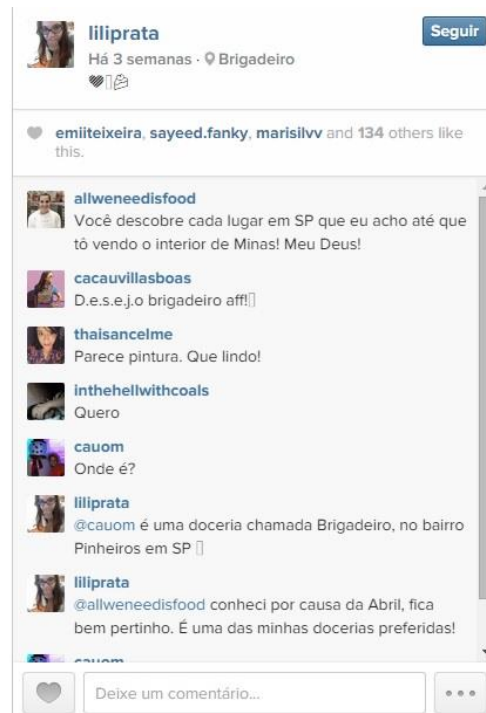 liliprata
Seguir
Há 3 semanas · Brigadeiro
emiiteixeira, sayeed.fanky, marisilvv and 134 others like
this.
allweneedisfood
Você descobre cada lugar em SP que eu acho até que
tô vendo o interior de Minas! Meu Deus!
cacauvillasboas
D.e.s.e.j.o brigadeiro aff!
thaisancelme
Parece pintura. Que lindo!
inthehellwithcoals
Quero
cauom
Onde é?
liliprata
@cauom é uma doceria chamada Brigadeiro, no bairro
Pinheiros em SP
liliprata
@allweneedisfood conheci por causa da Abril, fica
bem pertinho. É uma das minhas docerias preferidas!
cauom
Deixe um comentário...